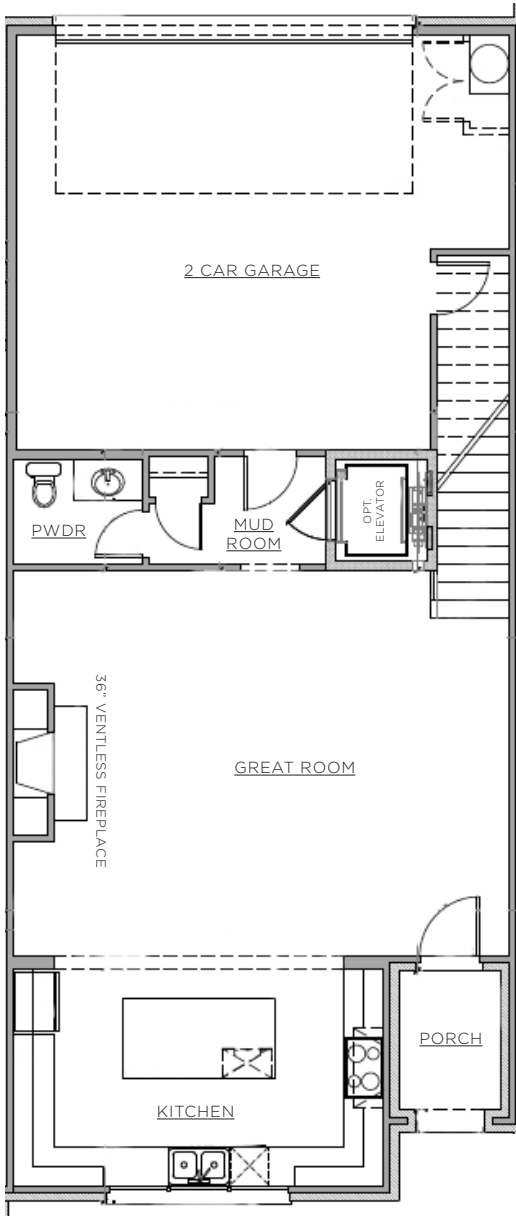 2 CAR GARAGE
PWDR
MUD
ROOM
OPT.
ELEVATOR
36" VENTLESS FIREPLACE
GREAT ROOM
PORCH
KITCHEN